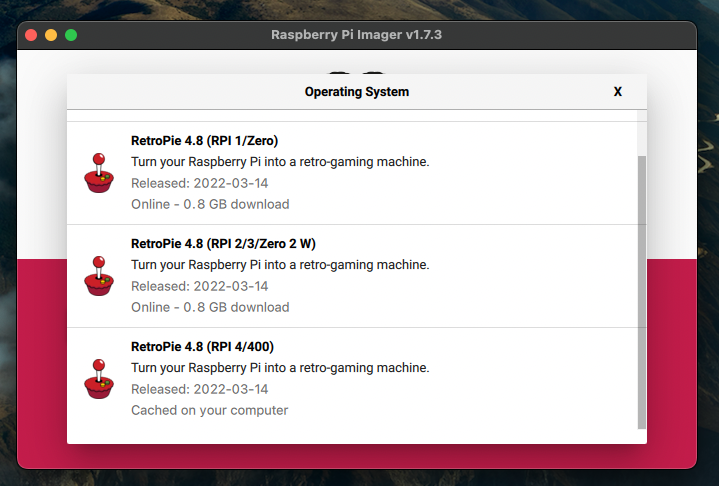 Raspberry Pi Imager v1.7.3
Operating System X
RetroPie 4.8 (RPI 1/Zero)
Turn your Raspberry Pi into a retro-gaming machine.
Released: 2022-03-14
Online - 0.8 GB download
RetroPie 4.8 (RPI 2/3/Zero 2 W)
Turn your Raspberry Pi into a retro-gaming machine.
Released: 2022-03-14
Online - 0.8 GB download
RetroPie 4.8 (RPI 4/400)
Turn your Raspberry Pi into a retro-gaming machine.
Released: 2022-03-14
Cached on your computer